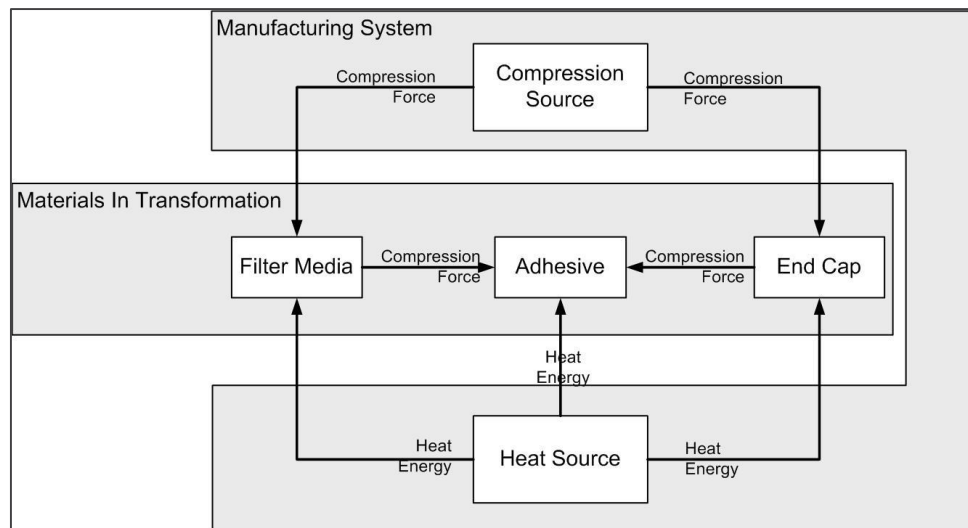 Manufacturing System
Compression
Force
Compression
Source
Compression
Force
Materials In Transformation
Filter Media
Compression
Force
Adhesive
Compression
Force
End Cap
Heat
Energy
Heat
Energy
Heat Source
Heat
Energy